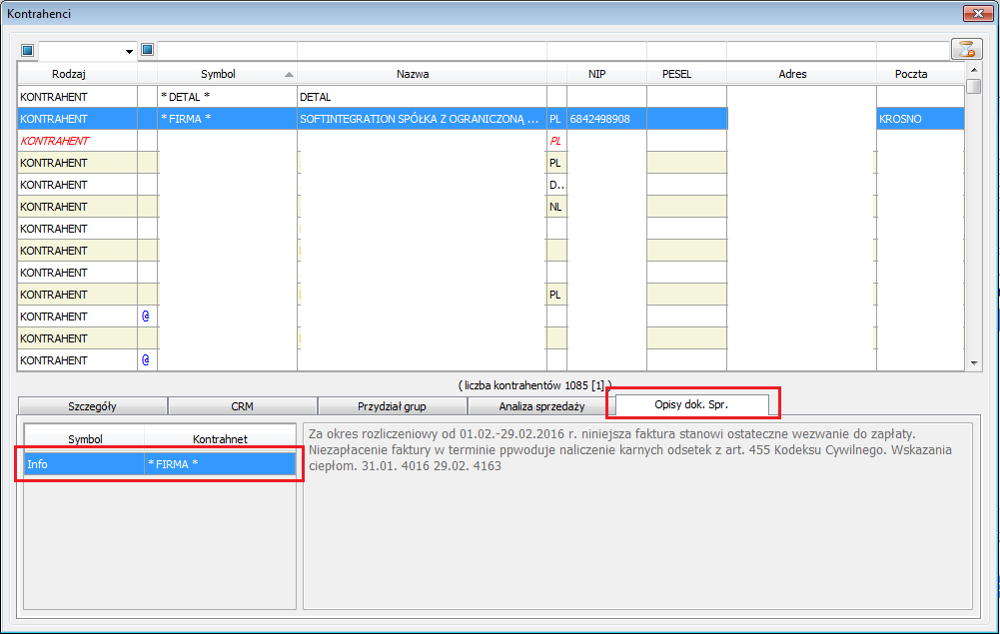 Kontrahenci
Rodzaj Symbol Nazwa NIP PESEL Adres Poczta
KONTRAHENT * DETAL * DETAL
KONTRAHENT * FIRMA * SOFTINTEGRATION SPÓŁKA Z OGRANICZONĄ ... PL 6842498908 KROSNO
KONTRAHENT PL
KONTRAHENT PL
KONTRAHENT D..
KONTRAHENT NL
KONTRAHENT
KONTRAHENT
KONTRAHENT
KONTRAHENT PL
KONTRAHENT @
KONTRAHENT
KONTRAHENT @
( liczba kontrahentów 1085 [1] )
Szczegóły CRM Przydział grup Analiza sprzedaży Opisy dok. Spr.
Symbol Kontrahnet
Info * FIRMA *
Za okres rozliczeniowy od 01.02.-29.02.2016 r. niniejsza faktura stanowi ostateczne wezwanie do zapłaty.
Niezapłacenie faktury w terminie ppwoduje naliczenie karnych odsetek z art. 455 Kodeksu Cywilnego. Wskazania
ciepłom. 31.01. 4016 29.02. 4163